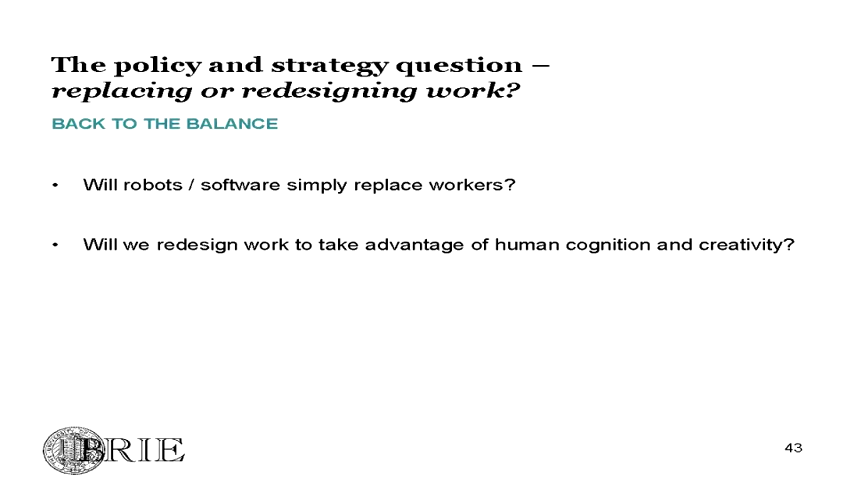 The policy and strategy question –
replacing or redesigning work?
BACK TO THE BALANCE
• Will robots / software simply replace workers?
• Will we redesign work to take advantage of human cognition and creativity?
BRIE
43